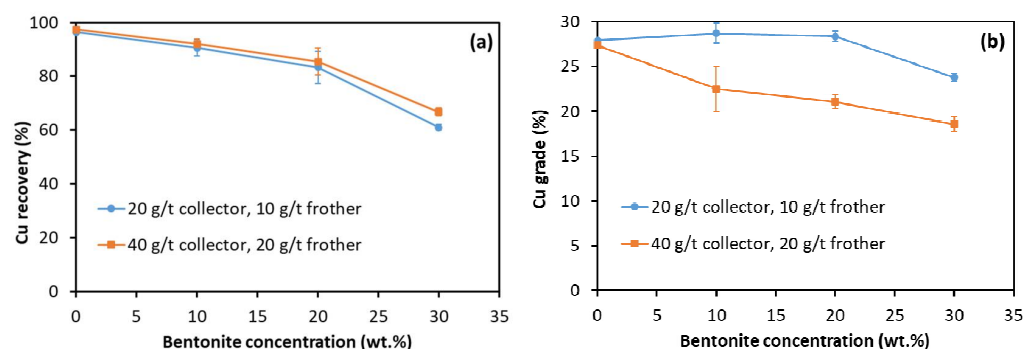 100
80
60
40
20
0
Cu recovery (%)
(a)
20 g/t collector, 10 g/t frother
40 g/t collector, 20 g/t frother
0 5 10 15 20 25 30 35
Bentonite concentration (wt.%)
30
25
20
15
10
5
0
Cu grade (%)
(b)
20 g/t collector, 10 g/t frother
40 g/t collector, 20 g/t frother
0 5 10 15 20 25 30 35
Bentonite concentration (wt.%)